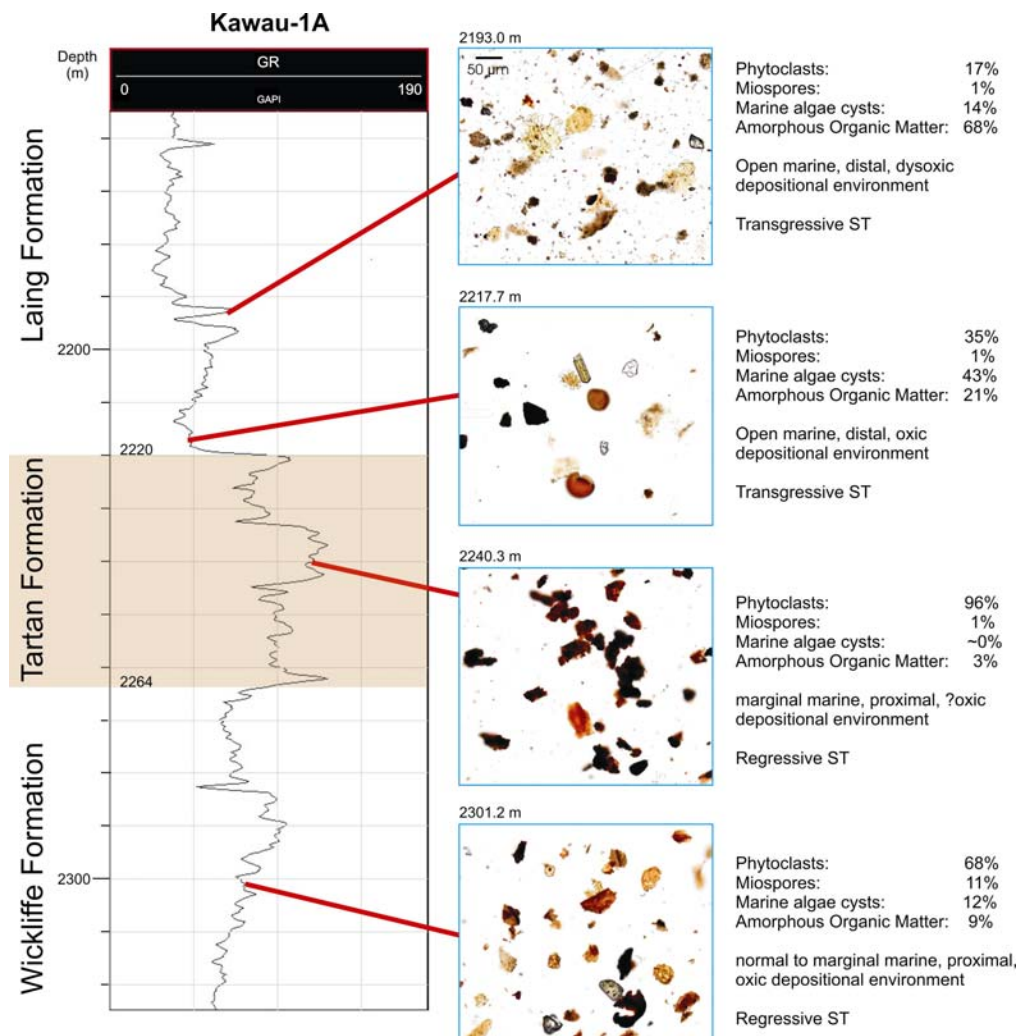 Kawau-1A
Depth
(m)
GR
0 190
GAPI
Laing Formation
2200
2220
Tartan Formation
2264
Wickliffe Formation
2300
2193.0 m
50 µm
Phytoclasts: 17%
Miospores: 1%
Marine algae cysts: 14%
Amorphous Organic Matter: 68%
Open marine, distal, dysoxic
depositional environment
Transgressive ST
2217.7 m
Phytoclasts: 35%
Miospores: 1%
Marine algae cysts: 43%
Amorphous Organic Matter: 21%
Open marine, distal, oxic
depositional environment
Transgressive ST
2240.3 m
Phytoclasts: 96%
Miospores: 1%
Marine algae cysts: ~0%
Amorphous Organic Matter: 3%
marginal marine, proximal, ?oxic
depositional environment
Regressive ST
2301.2 m
Phytoclasts: 68%
Miospores: 11%
Marine algae cysts: 12%
Amorphous Organic Matter: 9%
normal to marginal marine, proximal,
oxic depositional environment
Regressive ST